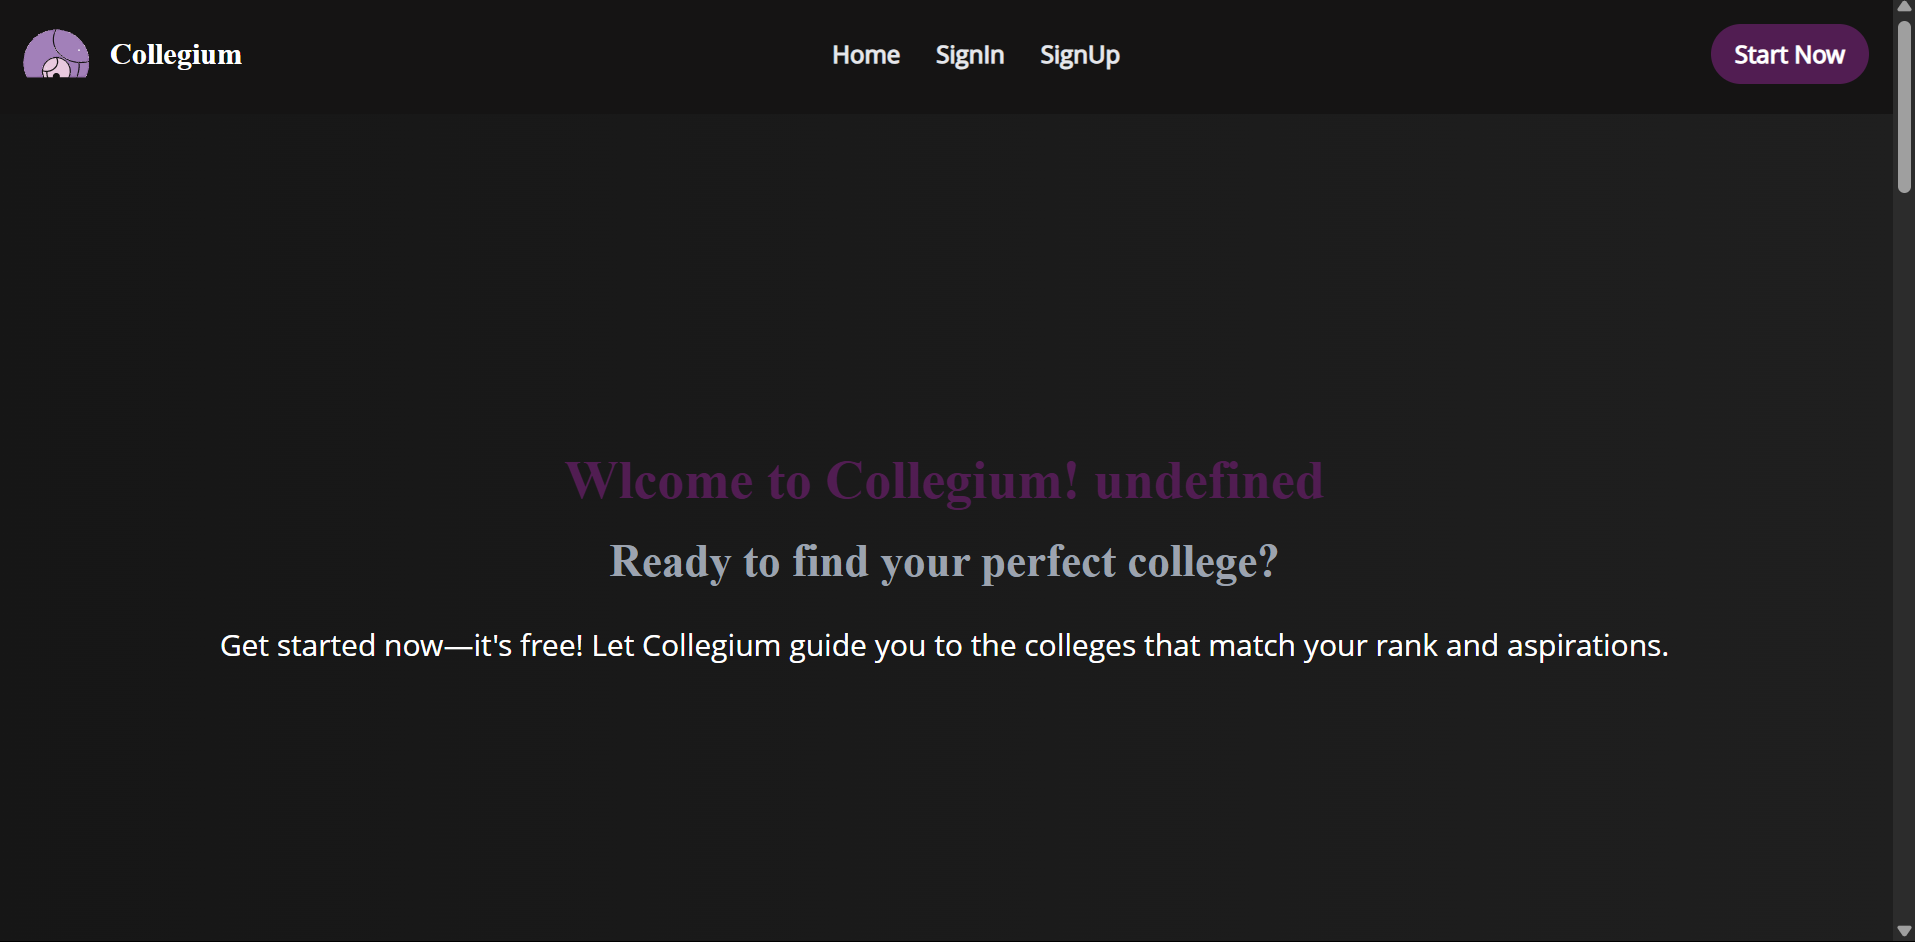 Collegium
Home SignIn SignUp
Start Now
Wlcome to Collegium! undefined
Ready to find your perfect college?
Get started now—it's free! Let Collegium guide you to the colleges that match your rank and aspirations.